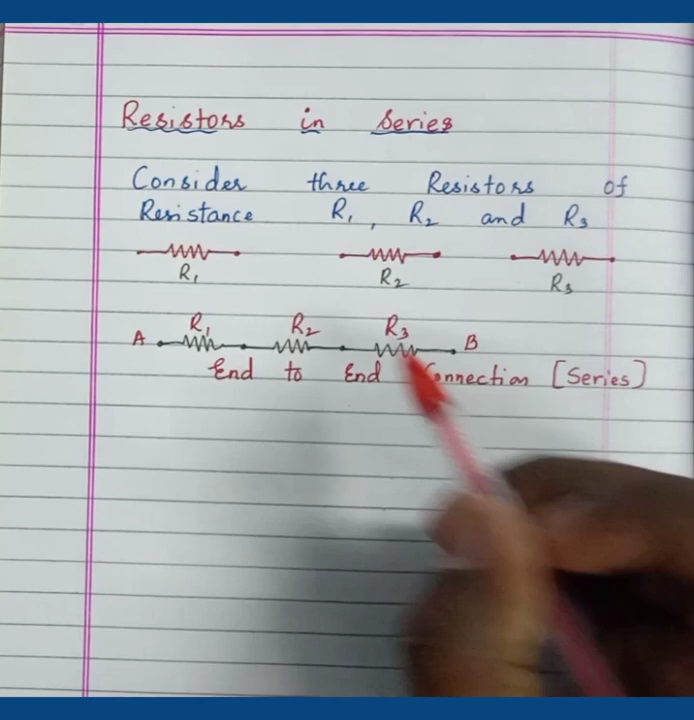 Resistors in Series
Consider three Resistors of
Resistance R₁, R₂ and R₃
R₁ R₂ R₃
R₁ R₂ R₃
A B
End to End Connection [Series]